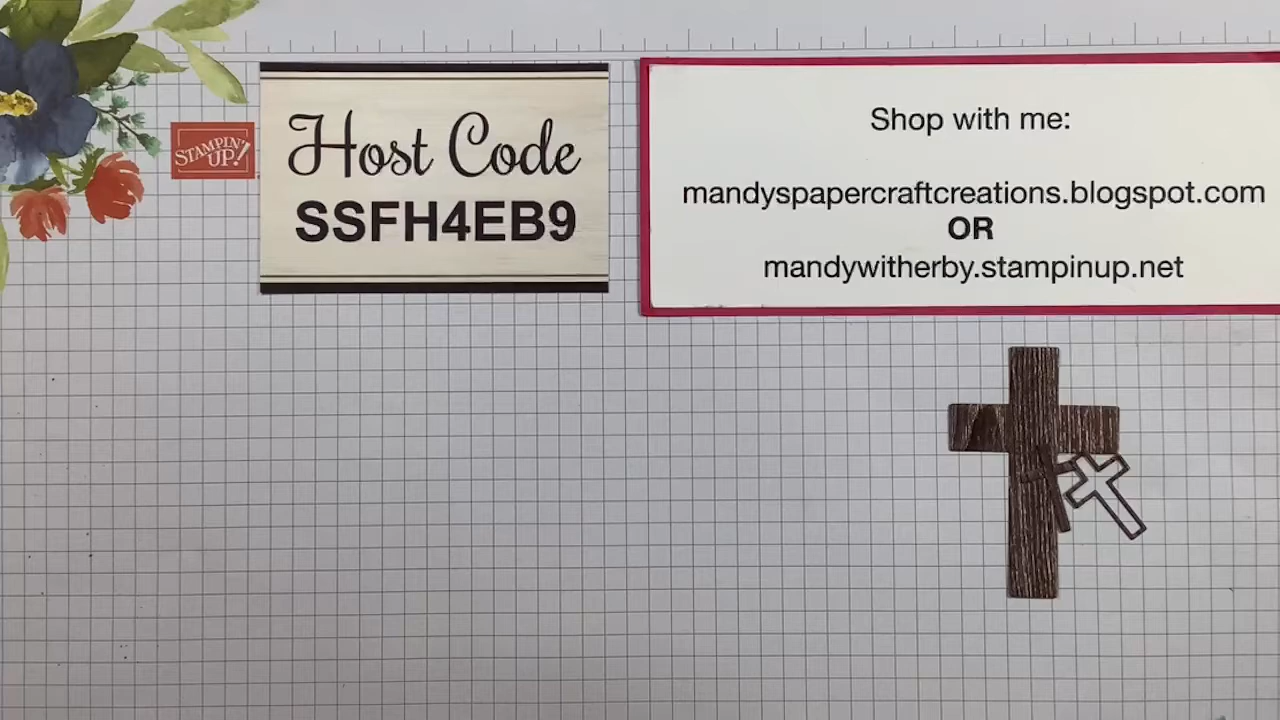 STAMPIN' UP!
Host Code
SSFH4EB9
Shop with me:
mandyspapercraftcreations.blogspot.com
OR
mandywitherby.stampinup.net